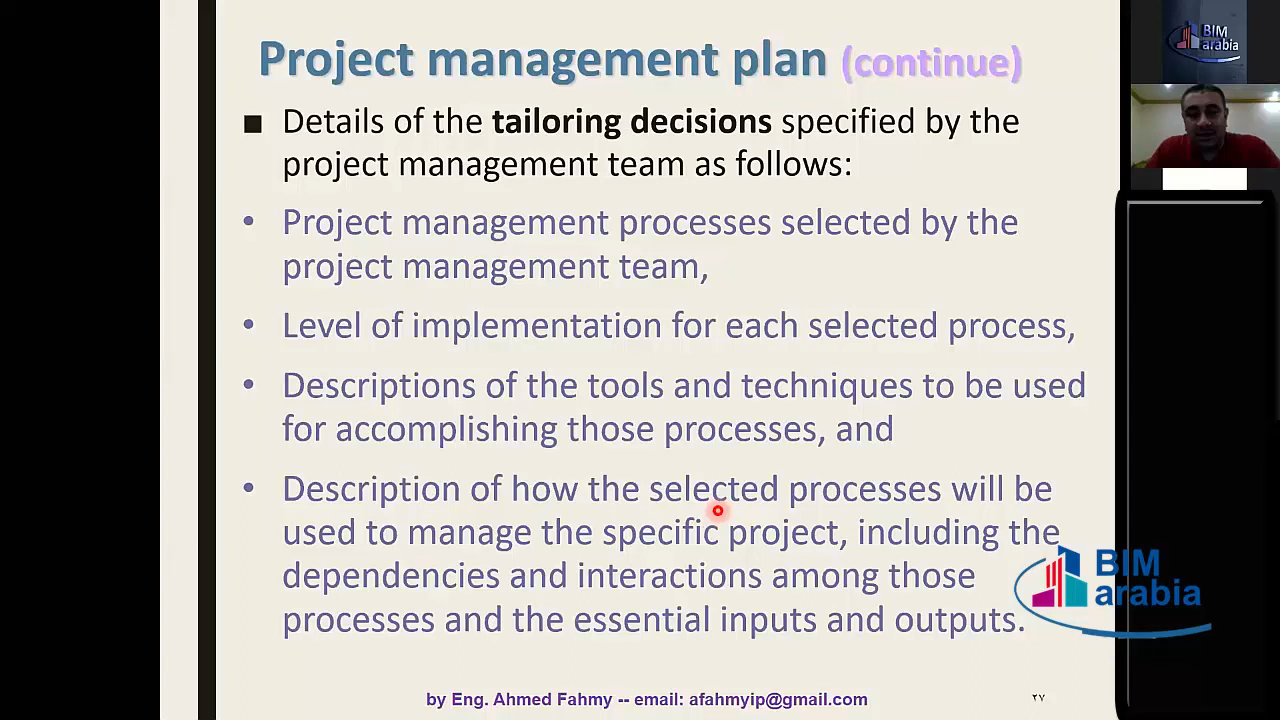 Project management plan (continue)
■ Details of the tailoring decisions specified by the
project management team as follows:
• Project management processes selected by the
project management team,
• Level of implementation for each selected process,
• Descriptions of the tools and techniques to be used
for accomplishing those processes, and
• Description of how the selected processes will be
used to manage the specific project, including the
dependencies and interactions among those
processes and the essential inputs and outputs.
by Eng. Ahmed Fahmy -- email: afahmyip@gmail.com
٢٧
BIM
arabia
BIM
arabia